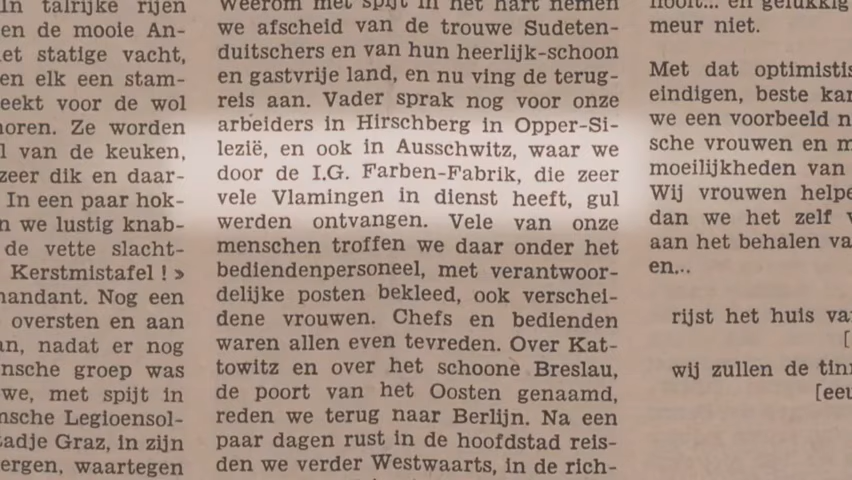 In talrijke rijen
en de mooie An-
et statige vacht,
en elk een stam-
eekt voor de wol
horen. Ze worden
l van de keuken,
zeer dik en daar-
In een paar hok-
n we lustig knab-
de vette slacht-
Kerstmistafel ! »
mandant. Nog een
oversten en aan
an, nadat er nog
nsche groep was
we, met spijt in
nsche Legioensol-
tadje Graz, in zijn
ergen, waartegen
Weerom met spijt in het hart nemen
we afscheid van de trouwe Sudeten-
duitschers en van hun heerlijk-schoon
en gastvrije land, en nu ving de terug-
reis aan. Vader sprak nog voor onze
arbeiders in Hirschberg in Opper-Si-
lezië, en ook in Ausschwitz, waar we
door de I.G. Farben-Fabrik, die zeer
vele Vlamingen in dienst heeft, gul
werden ontvangen. Vele van onze
menschen troffen we daar onder het
bediendenpersoneel, met verantwoor-
delijke posten bekleed, ook verschei-
dene vrouwen. Chefs en bedienden
waren allen even tevreden. Over Kat-
towitz en over het schoone Breslau,
de poort van het Oosten genaamd,
reden we terug naar Berlijn. Na een
paar dagen rust in de hoofdstad reis-
den we verder Westwaarts, in de rich-
nooit... en gelukkig
meur niet.
Met dat optimistis
eindigen, beste kar
we een voorbeeld n
sche vrouwen en m
moeilijkheden van
Wij vrouwen helpe
dan we het zelf v
aan het behalen va
en...
rijst het huis va
[
wij zullen de tinn
[eeu